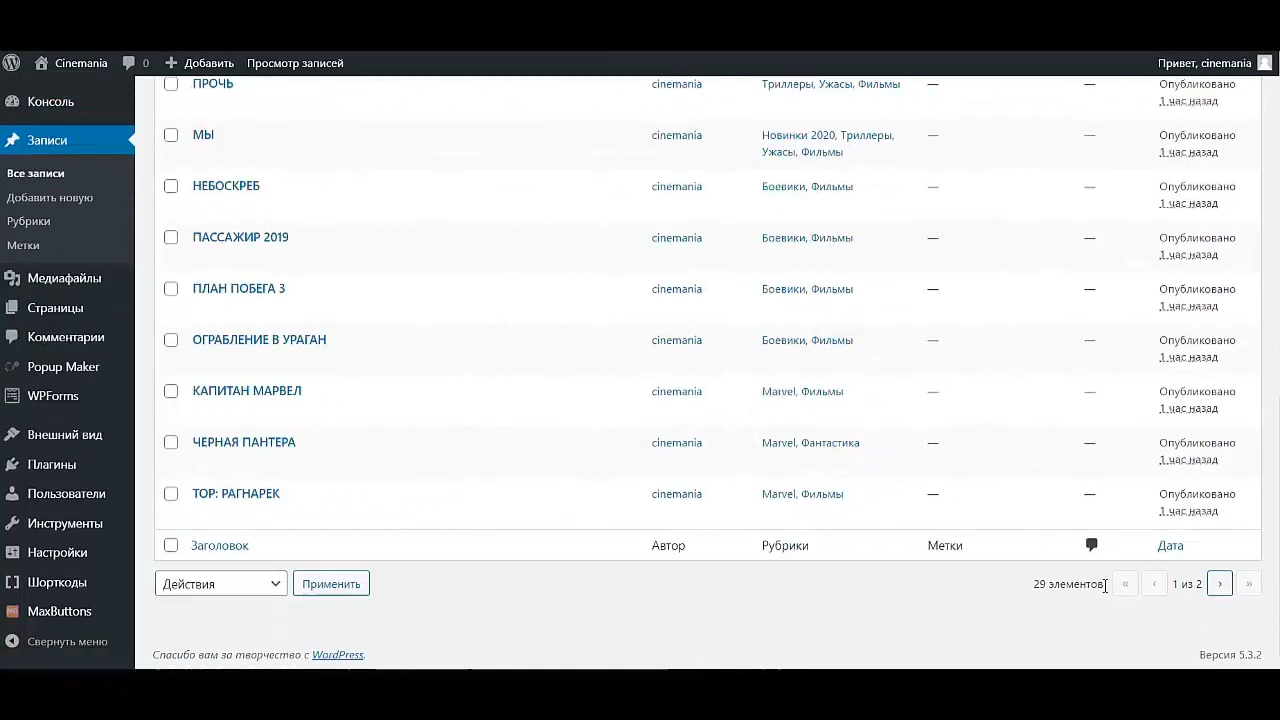 Cinemania
0
Добавить
Просмотр записей
Привет, cinemania
Консоль
Записи
Все записи
Добавить новую
Рубрики
Метки
Медиафайлы
Страницы
Комментарии
Popup Maker
WPForms
Внешний вид
Плагины
Пользователи
Инструменты
Настройки
Шорткоды
MaxButtons
Свернуть меню
ПРОЧЬ
cinemania
Триллеры, Ужасы, Фильмы
—
—
Опубликовано
1 час назад
МЫ
cinemania
Новинки 2020, Триллеры,
Ужасы, Фильмы
—
—
Опубликовано
1 час назад
НЕБОСКРЕБ
cinemania
Боевики, Фильмы
—
—
Опубликовано
1 час назад
ПАССАЖИР 2019
cinemania
Боевики, Фильмы
—
—
Опубликовано
1 час назад
ПЛАН ПОБЕГА 3
cinemania
Боевики, Фильмы
—
—
Опубликовано
1 час назад
ОГРАБЛЕНИЕ В УРАГАН
cinemania
Боевики, Фильмы
—
—
Опубликовано
1 час назад
КАПИТАН МАРВЕЛ
cinemania
Marvel, Фильмы
—
—
Опубликовано
1 час назад
ЧЕРНАЯ ПАНТЕРА
cinemania
Marvel, Фантастика
—
—
Опубликовано
1 час назад
ТОР: РАГНАРЕК
cinemania
Marvel, Фильмы
—
—
Опубликовано
1 час назад
Заголовок
Автор
Рубрики
Метки
Дата
Действия
Применить
29 элементов
«
‹
1 из 2
›
»
Спасибо вам за творчество с WordPress.
Версия 5.3.2